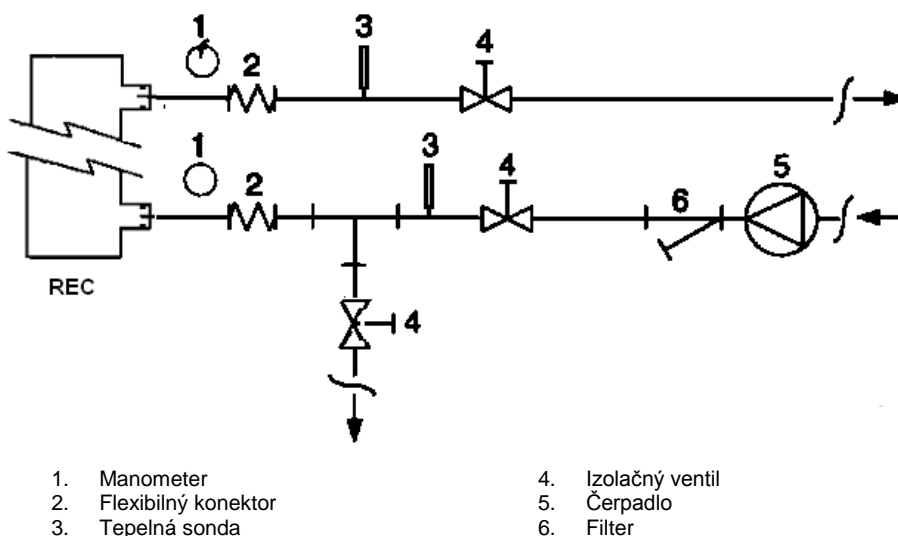 1
2
3
4
1
2
3
4
5
6
REC
4
1. Manometer
2. Flexibilný konektor
3. Tepelná sonda
4. Izolačný ventil
5. Čerpadlo
6. Filter